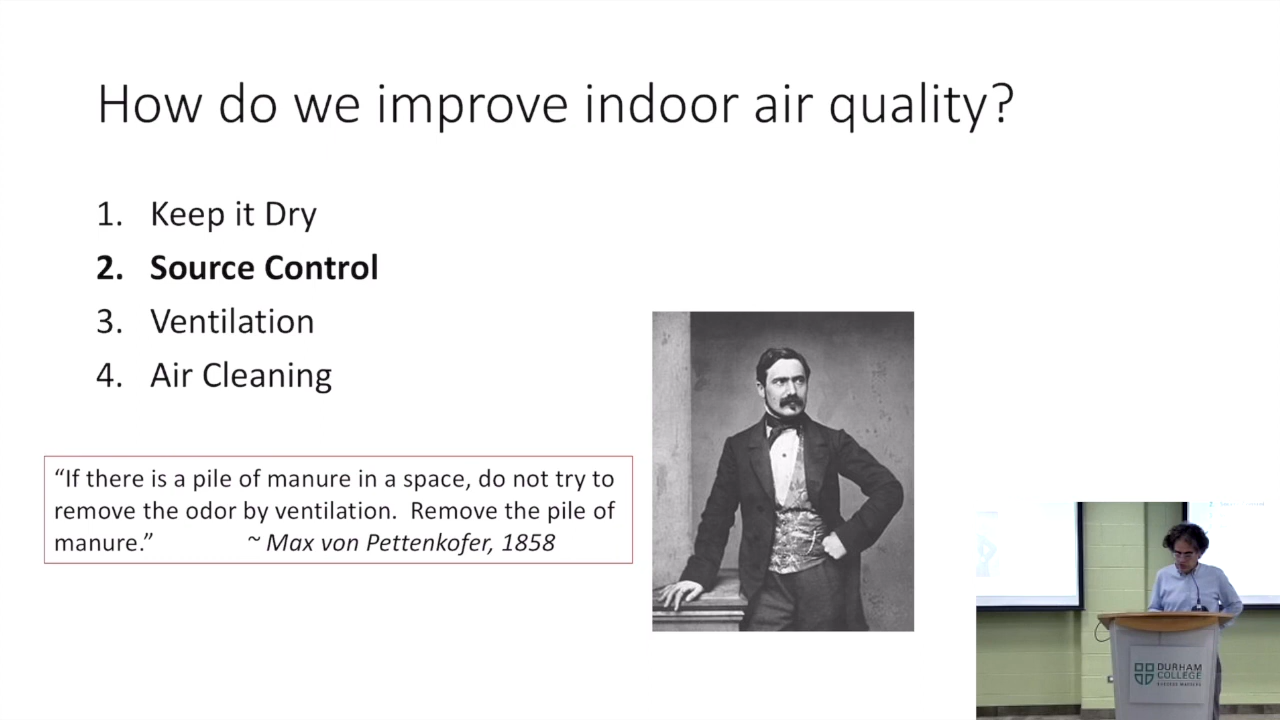 How do we improve indoor air quality?
1. Keep it Dry
2. Source Control
3. Ventilation
4. Air Cleaning
“If there is a pile of manure in a space, do not try to
remove the odor by ventilation.  Remove the pile of
manure.” ~ Max von Pettenkofer, 1858
DURHAM
COLLEGE
SUCCESS MATTERS